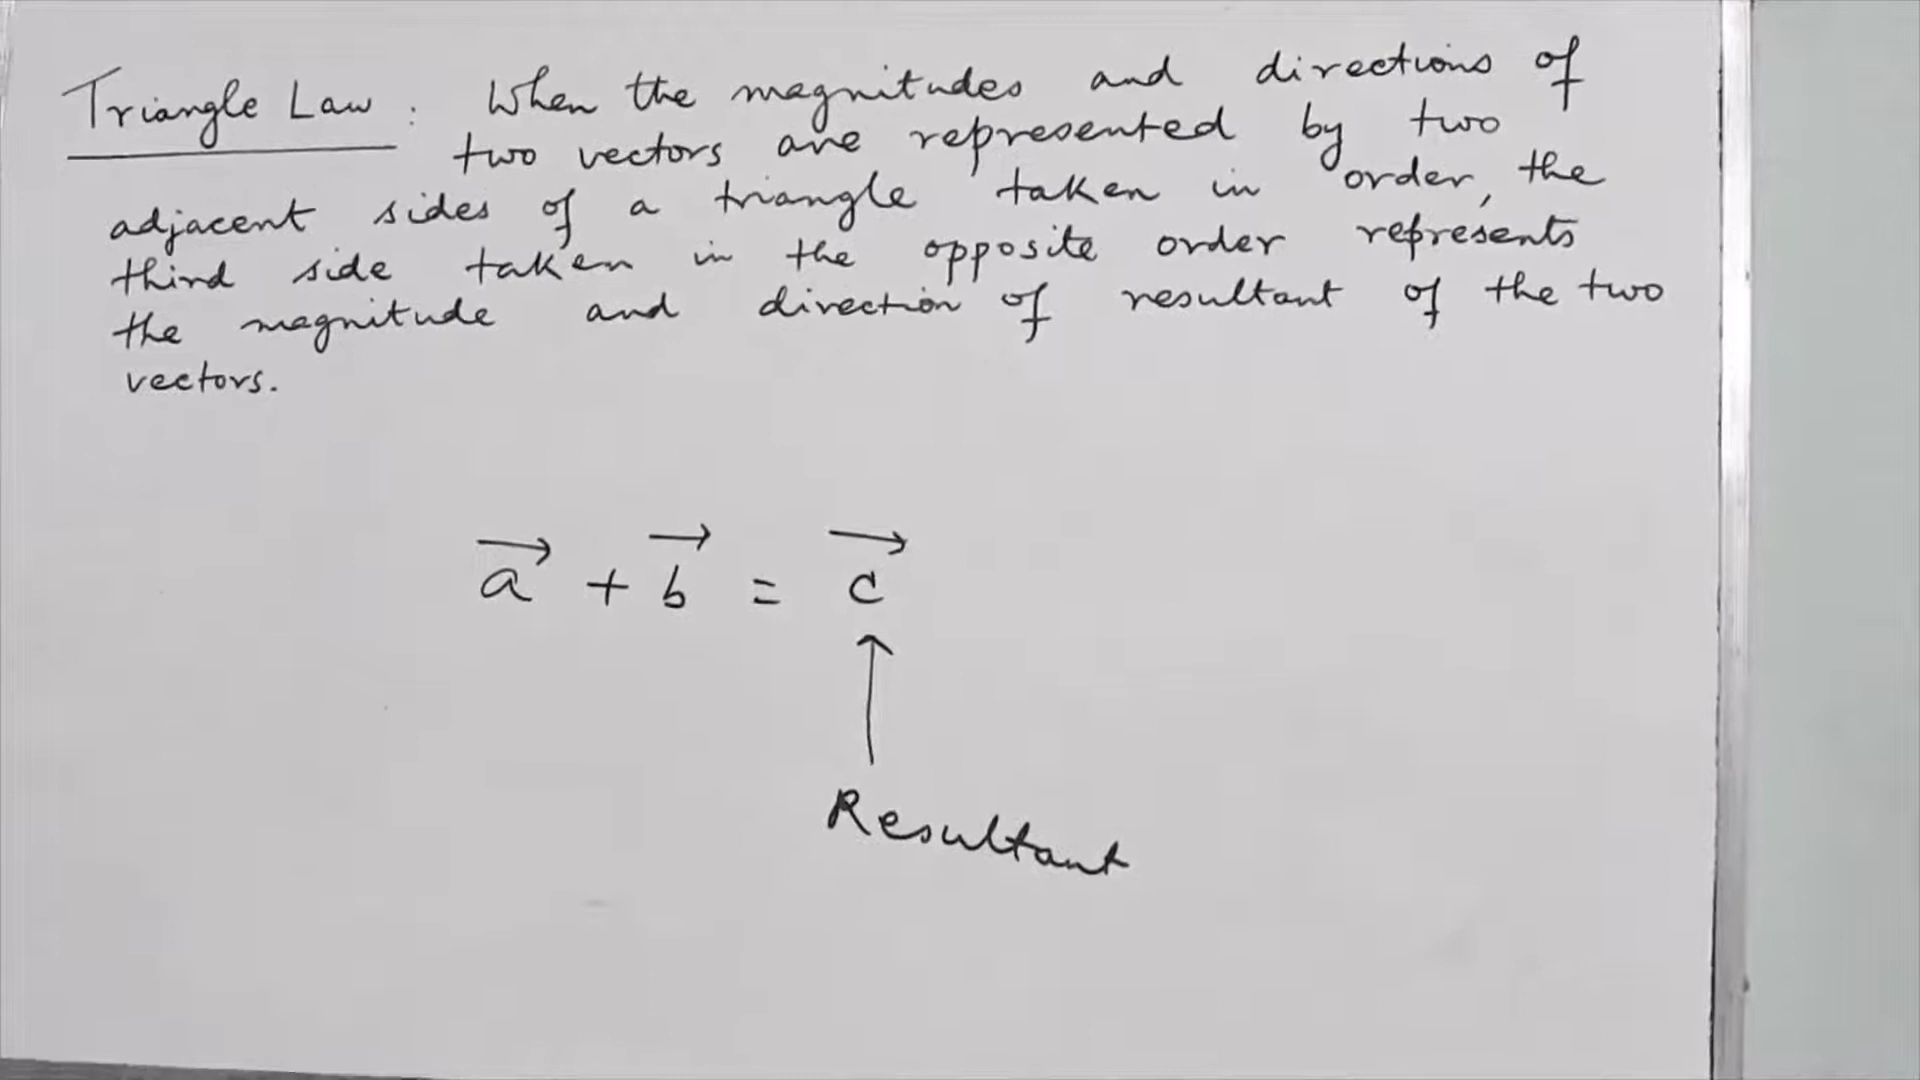 Triangle Law : When the magnitudes and directions of
two vectors are represented by two
adjacent sides of a triangle taken in order, the
third side taken in the opposite order represents
the magnitude and direction of resultant of the two
vectors.
a⃗ + b⃗ = c⃗
↑
Resultant